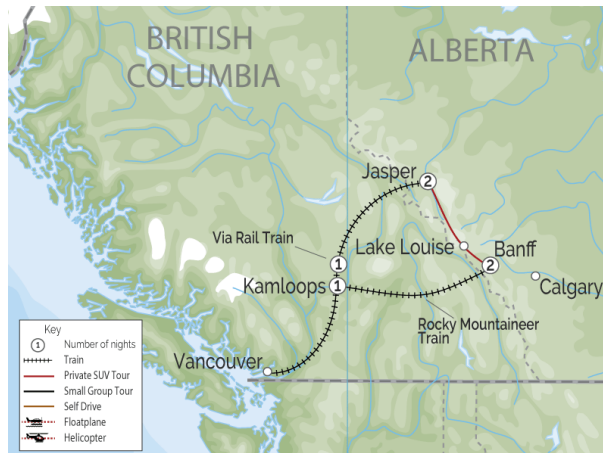 BRITISH
COLUMBIA
ALBERTA
Jasper
2
Via Rail Train
Lake Louise
Banff
1
2
Kamloops
1
Calgary
Rocky Mountaineer
Train
Vancouver
Key
1 Number of nights
Train
Private SUV Tour
Small Group Tour
Self Drive
Floatplane
Helicopter